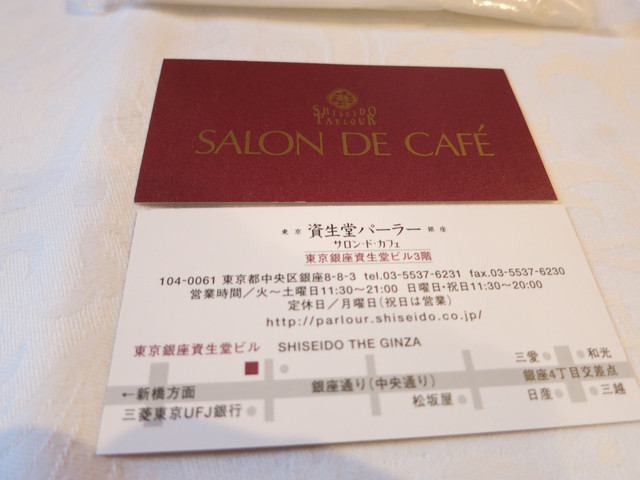 SHISEIDO
PARLOUR
SALON DE CAFÉ
東京 資生堂パーラー 銀座
サロン・ド・カフェ
東京銀座資生堂ビル3階
104-0061 東京都中央区銀座8-8-3 tel.03-5537-6231 fax.03-5537-6230
営業時間／火〜土曜日11:30〜21:00 日曜日・祝日11:30〜20:00
定休日／月曜日(祝日は営業)
http://parlour.shiseido.co.jp/
東京銀座資生堂ビル SHISEIDO THE GINZA
三愛 和光
←新橋方面 銀座通り(中央通り) 銀座4丁目交差点
三菱東京UFJ銀行 松坂屋 日産 三越